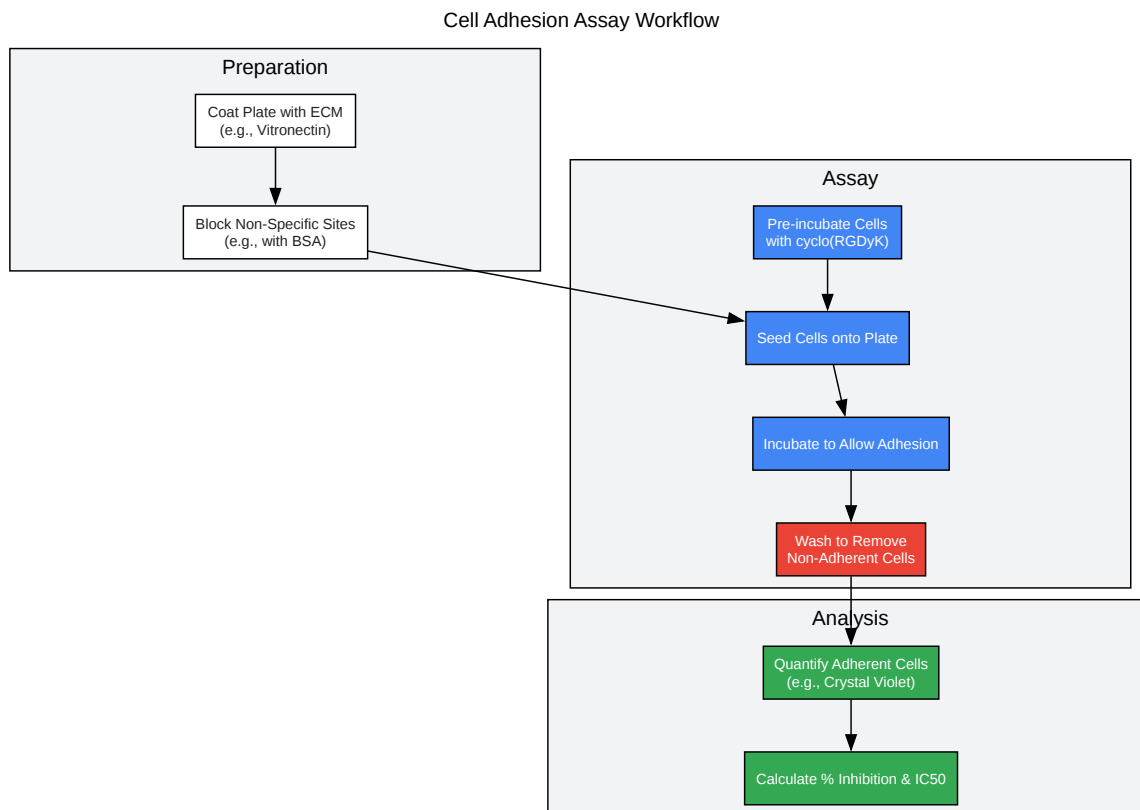 Cell Adhesion Assay Workflow
Preparation
Coat Plate with ECM
(e.g., Vitronectin)
Block Non-Specific Sites
(e.g., with BSA)
Assay
Pre-incubate Cells
with cyclo(RGDyK)
Seed Cells onto Plate
Incubate to Allow Adhesion
Wash to Remove
Non-Adherent Cells
Analysis
Quantify Adherent Cells
(e.g., Crystal Violet)
Calculate % Inhibition & IC50